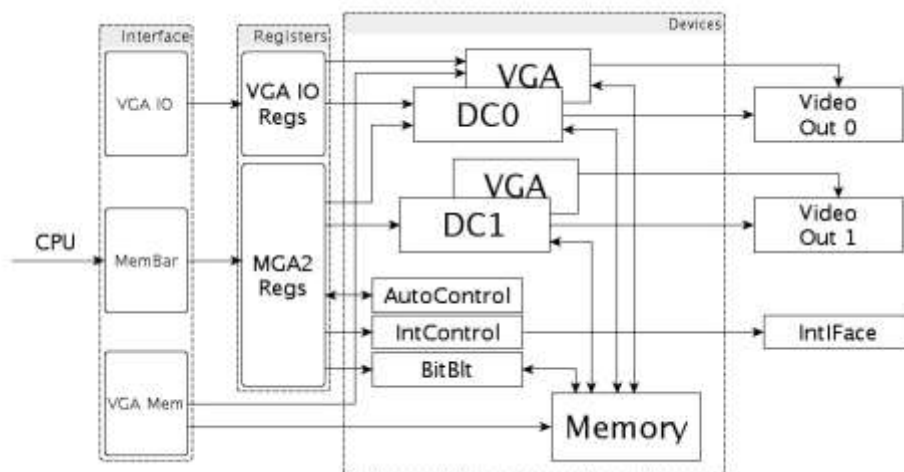 Interface
Registers
Devices
VGA IO
VGA IO
Regs
VGA
DC0
Video
Out 0
VGA
DC1
Video
Out 1
CPU
MemBar
MGA2
Regs
AutoControl
IntControl
IntIFace
BitBlt
VGA Mem
Memory